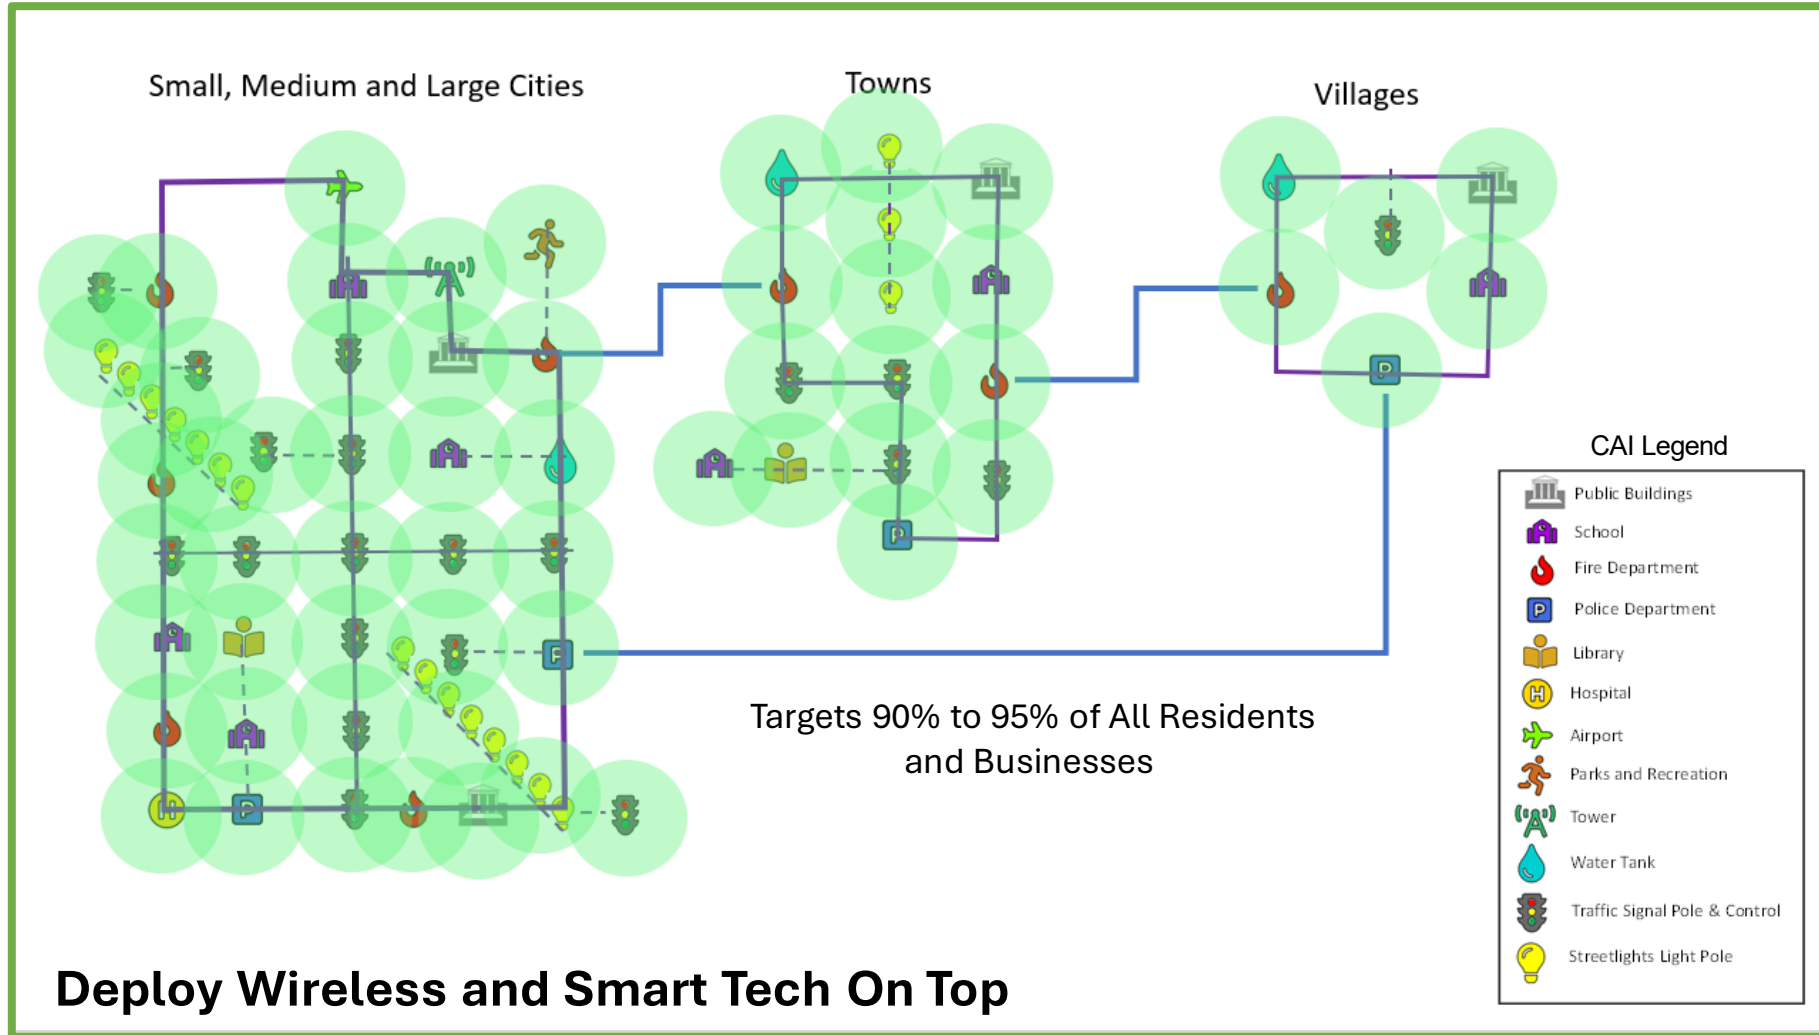 Small, Medium and Large Cities
Towns
Villages
Targets 90% to 95% of All Residents
and Businesses
CAI Legend
Public Buildings
School
Fire Department
P
Police Department
Library
H
Hospital
Airport
Parks and Recreation
Tower
Water Tank
Traffic Signal Pole & Control
Streetlights Light Pole
Deploy Wireless and Smart Tech On Top